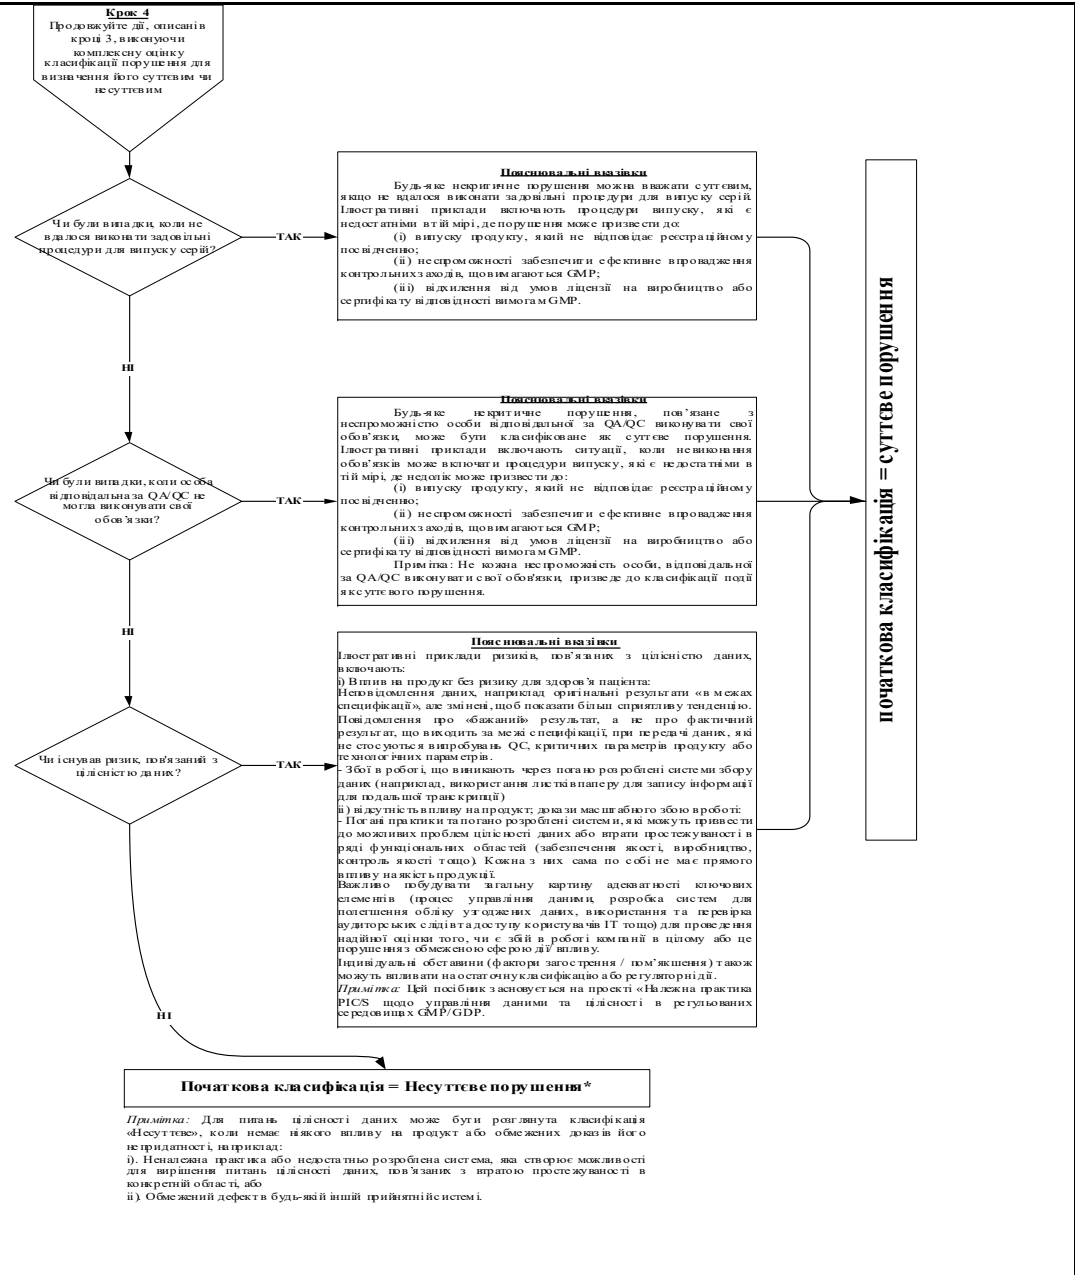 Крок 4
Продовжуйте дії, описані в
кроці 3, виконуючи
комплексну оцінку
класифікації порушення для
визначення його суттєвим чи
несуттєвим
Чи були випадки, коли не
вдалося виконати задовільні
процедури для випуску серій?
ТАК
Пояснювальні вказівки
Будь-яке некритичне порушення можна вважати суттєвим,
якщо не вдалося виконати задовільні процедури для випуску серій.
Ілюстративні приклади включають процедури випуску, які є
недостатніми в тій мірі, де порушення може призвести до:
(i) випуску продукту, який не відповідає реєстраційному
посвідченню;
(ii) неспроможності забезпечити ефективне впровадження
контрольних заходів, що вимагаються GMP;
(iii) відхилення від умов ліцензії на виробництво або
сертифікату відповідності вимогам GMP.
НІ
Чи були випадки, коли особа
відповідальна за QA/QC не
могла виконувати свої
обов’язки?
ТАК
Пояснювальні вказівки
Будь-яке некритичне порушення, пов’язане з
неспроможністю особи відповідальної за QA/QC виконувати свої
обов’язки, може бути класифіковане як суттєве порушення.
Ілюстративні приклади включають ситуації, коли невиконання
обов’язків може включати процедури випуску, які є недостатніми в
тій мірі, де недолік може призвести до:
(i) випуску продукту, який не відповідає реєстраційному
посвідченню;
(ii) неспроможності забезпечити ефективне впровадження
контрольних заходів, що вимагаються GMP;
(iii) відхилення від умов ліцензії на виробництво або
сертифікату відповідності вимогам GMP.
Примітка: Не кожна неспроможність особи, відповідальної
за QA/QC виконувати свої обов'язки, призведе до класифікації події
як суттєвого порушення.
НІ
Чи існував ризик, пов'язаний з
цілісністю даних?
ТАК
Пояснювальні вказівки
Ілюстративні приклади ризиків, пов’язаних з цілісністю даних,
включають:
i) Вплив на продукт без ризику для здоров’я пацієнта:
Неповідомлення даних, наприклад оригінальні результати «в межах
специфікації», але змінені, щоб показати більш сприятливу тенденцію.
Повідомлення про «бажаний» результат, а не про фактичний
результат, що виходить за межі специфікації, при передачі даних, які
не стосуються випробувань QC, критичних параметрів продукту або
технологічних параметрів.
- Збої в роботі, що виникають через погано розроблені системи збору
даних (наприклад, використання листків паперу для запису інформації
для подальшої транскрипції)
ii) відсутність впливу на продукт; докази масштабного збою в роботі:
- Погані практики та погано розроблені системи, які можуть призвести
до можливих проблем цілісності даних або втрати простежуваності в
ряді функціональних областей (забезпечення якості, виробництво,
контроль якості тощо). Кожна з них сама по собі не має прямого
впливу на якість продукції.
Важливо побудувати загальну картину адекватності ключових
елементів (процес управління даними, розробка систем для
полегшення обліку узгоджених даних, використання та перевірка
аудиторських слідів та доступу користувачів IT тощо) для проведення
надійної оцінки того, чи є збій в роботі компанії в цілому або це
порушення з обмеженою сферою дії/ впливу.
Індивідуальні обставини (фактори загострення / пом’якшення) також
можуть впливати на остаточну класифікацію або регуляторні дії.
Примітка: Цей посібник засновується на проекті «Належна практика
PIC/S щодо управління даними та цілісності в регульованих
середовищах GMP/GDP.
початкова класифікація = суттєве порушення
НІ
Початкова класифікація = Несуттєве порушення*
Примітка: Для питань цілісності даних може бути розглянута класифікація
«Несуттєве», коли немає ніякого впливу на продукт або обмежених доказів його
непридатності, наприклад:
i). Неналежна практика або недостатньо розроблена система, яка створює можливості
для вирішення питань цілісності даних, пов’язаних з втратою простежуваності в
конкретній області, або
ii). Обмежений дефект в будь-якій іншій прийнятній системі.